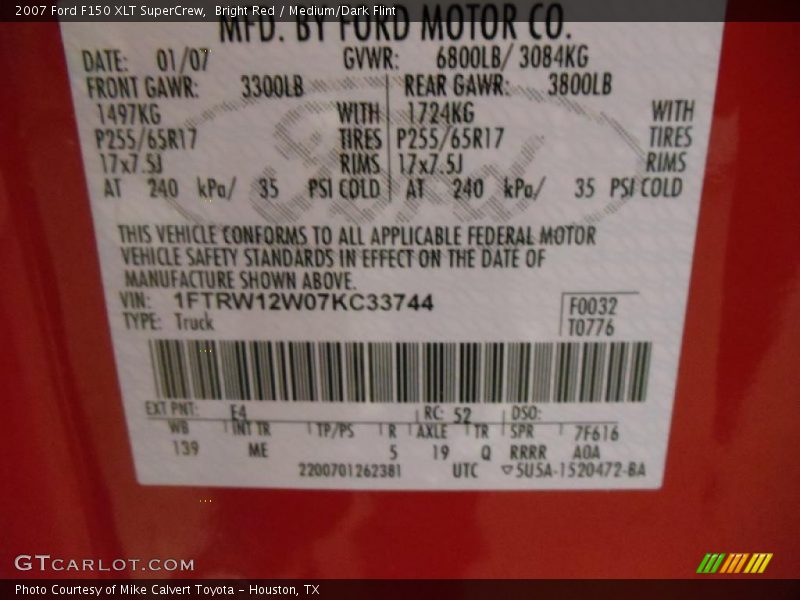 2007 Ford F150 XLT SuperCrew,  Bright Red / Medium/Dark Flint
MFD. BY FORD MOTOR CO.
DATE: 01/07 GVWR: 6800LB/ 3084KG
FRONT GAWR: 3300LB REAR GAWR: 3800LB
1497KG WITH 1724KG WITH
P255/65R17 TIRES P255/65R17 TIRES
17x7.5J RIMS 17x7.5J RIMS
AT 240 kPa/ 35 PSI COLD AT 240 kPa/ 35 PSI COLD
THIS VEHICLE CONFORMS TO ALL APPLICABLE FEDERAL MOTOR
VEHICLE SAFETY STANDARDS IN EFFECT ON THE DATE OF
MANUFACTURE SHOWN ABOVE.
VIN: 1FTRW12W07KC33744 F0032
TYPE: Truck T0776
EXT PNT: E4 RC: 52 DSO:
WB INT TR TP/PS R AXLE TR SPR 7F616
139 ME 5 19 Q RRRR AOA
2200701262381 UTC ▽5U5A-1520472-BA
GTCARLOT.COM
Photo Courtesy of Mike Calvert Toyota - Houston, TX